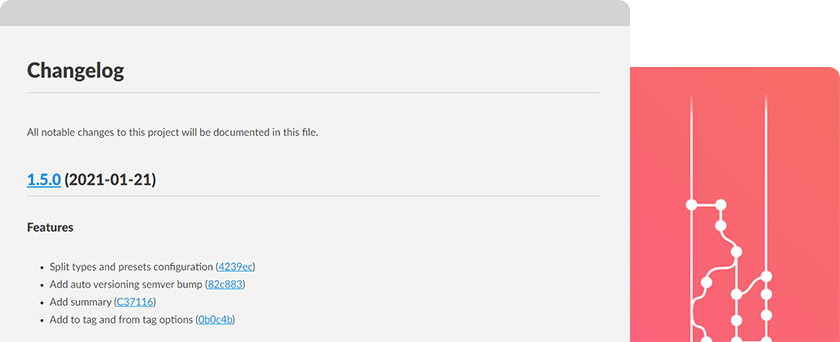 Changelog
All notable changes to this project will be documented in this file.
1.5.0 (2021-01-21)
Features
• Split types and presets configuration (4239ec)
• Add auto versioning semver bump (82c883)
• Add summary (C37116)
• Add to tag and from tag options (0b0c4b)